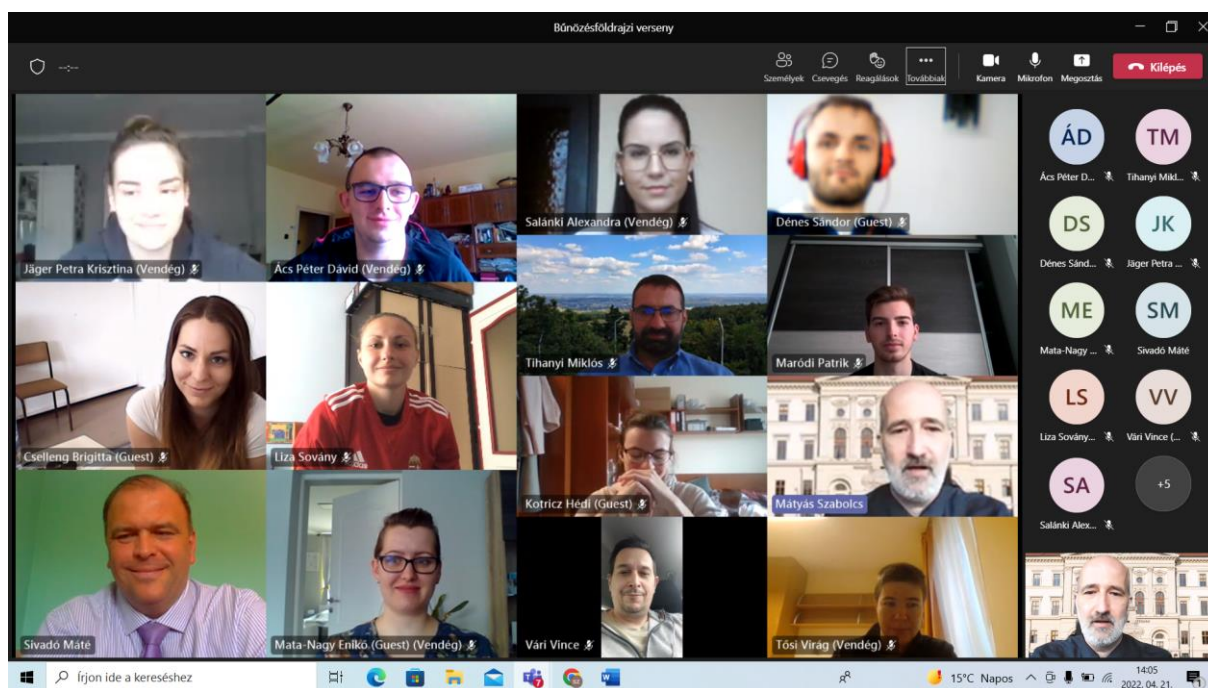 Bűnözésföldrajzi verseny
--:--
Személyek
Csevegés
Reagálások
Továbbiak
Kamera
Mikrofon
Megosztás
Kilépés
Jäger Petra Krisztina (Vendég)
Ács Péter Dávid (Vendég)
Salánki Alexandra (Vendég)
Dénes Sándor (Guest)
Cselleng Brigitta (Guest)
Liza Sovány
Tihanyi Miklós
Maródi Patrik
Kotricz Hédi (Guest)
Mátyás Szabolcs
Sivadó Máté
Mata-Nagy Enikő (Guest) (Vendég)
Vári Vince
Tősi Virág (Vendég)
ÁD
TM
Ács Péter D...
Tihanyi Mikl...
DS
JK
Dénes Sánd...
Jäger Petra ...
ME
SM
Mata-Nagy ...
Sivadó Máté
LS
VV
Liza Sovány...
Vári Vince (...
SA
+5
Salánki Alex...
Írjon ide a kereséshez
15°C Napos
14:05
2022. 04. 21.